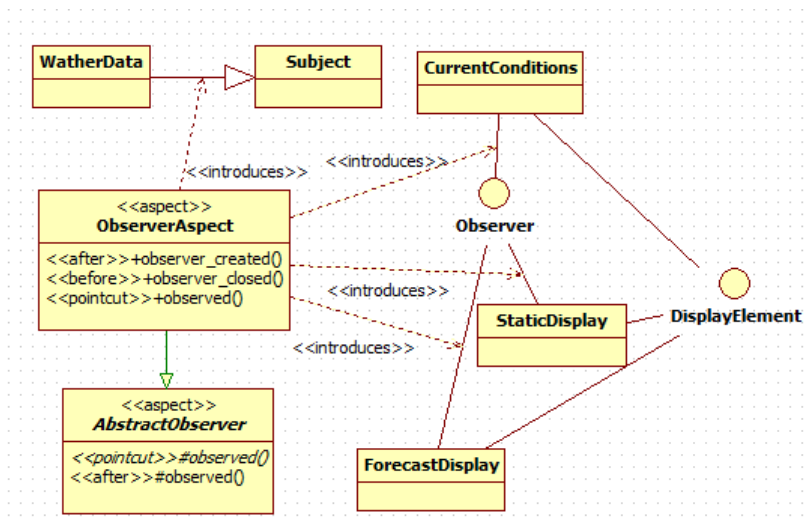 WatherData
Subject
CurrentConditions
<<introduces>>
<<introduces>>
<<aspect>>
ObserverAspect
<<after>>+observer_created()
<<before>>+observer_closed()
<<pointcut>>+observed()
Observer
<<introduces>>
<<introduces>>
StaticDisplay
DisplayElement
<<aspect>>
AbstractObserver
<<pointcut>>#observed()
<<after>>#observed()
ForecastDisplay